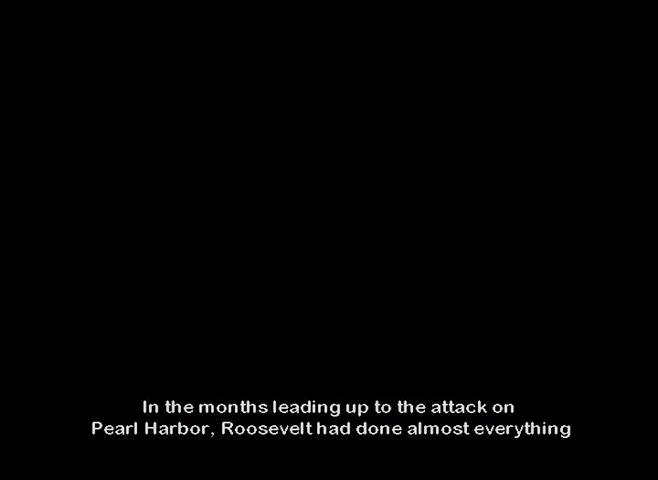 In the months leading up to the attack on
Pearl Harbor, Roosevelt had done almost everything